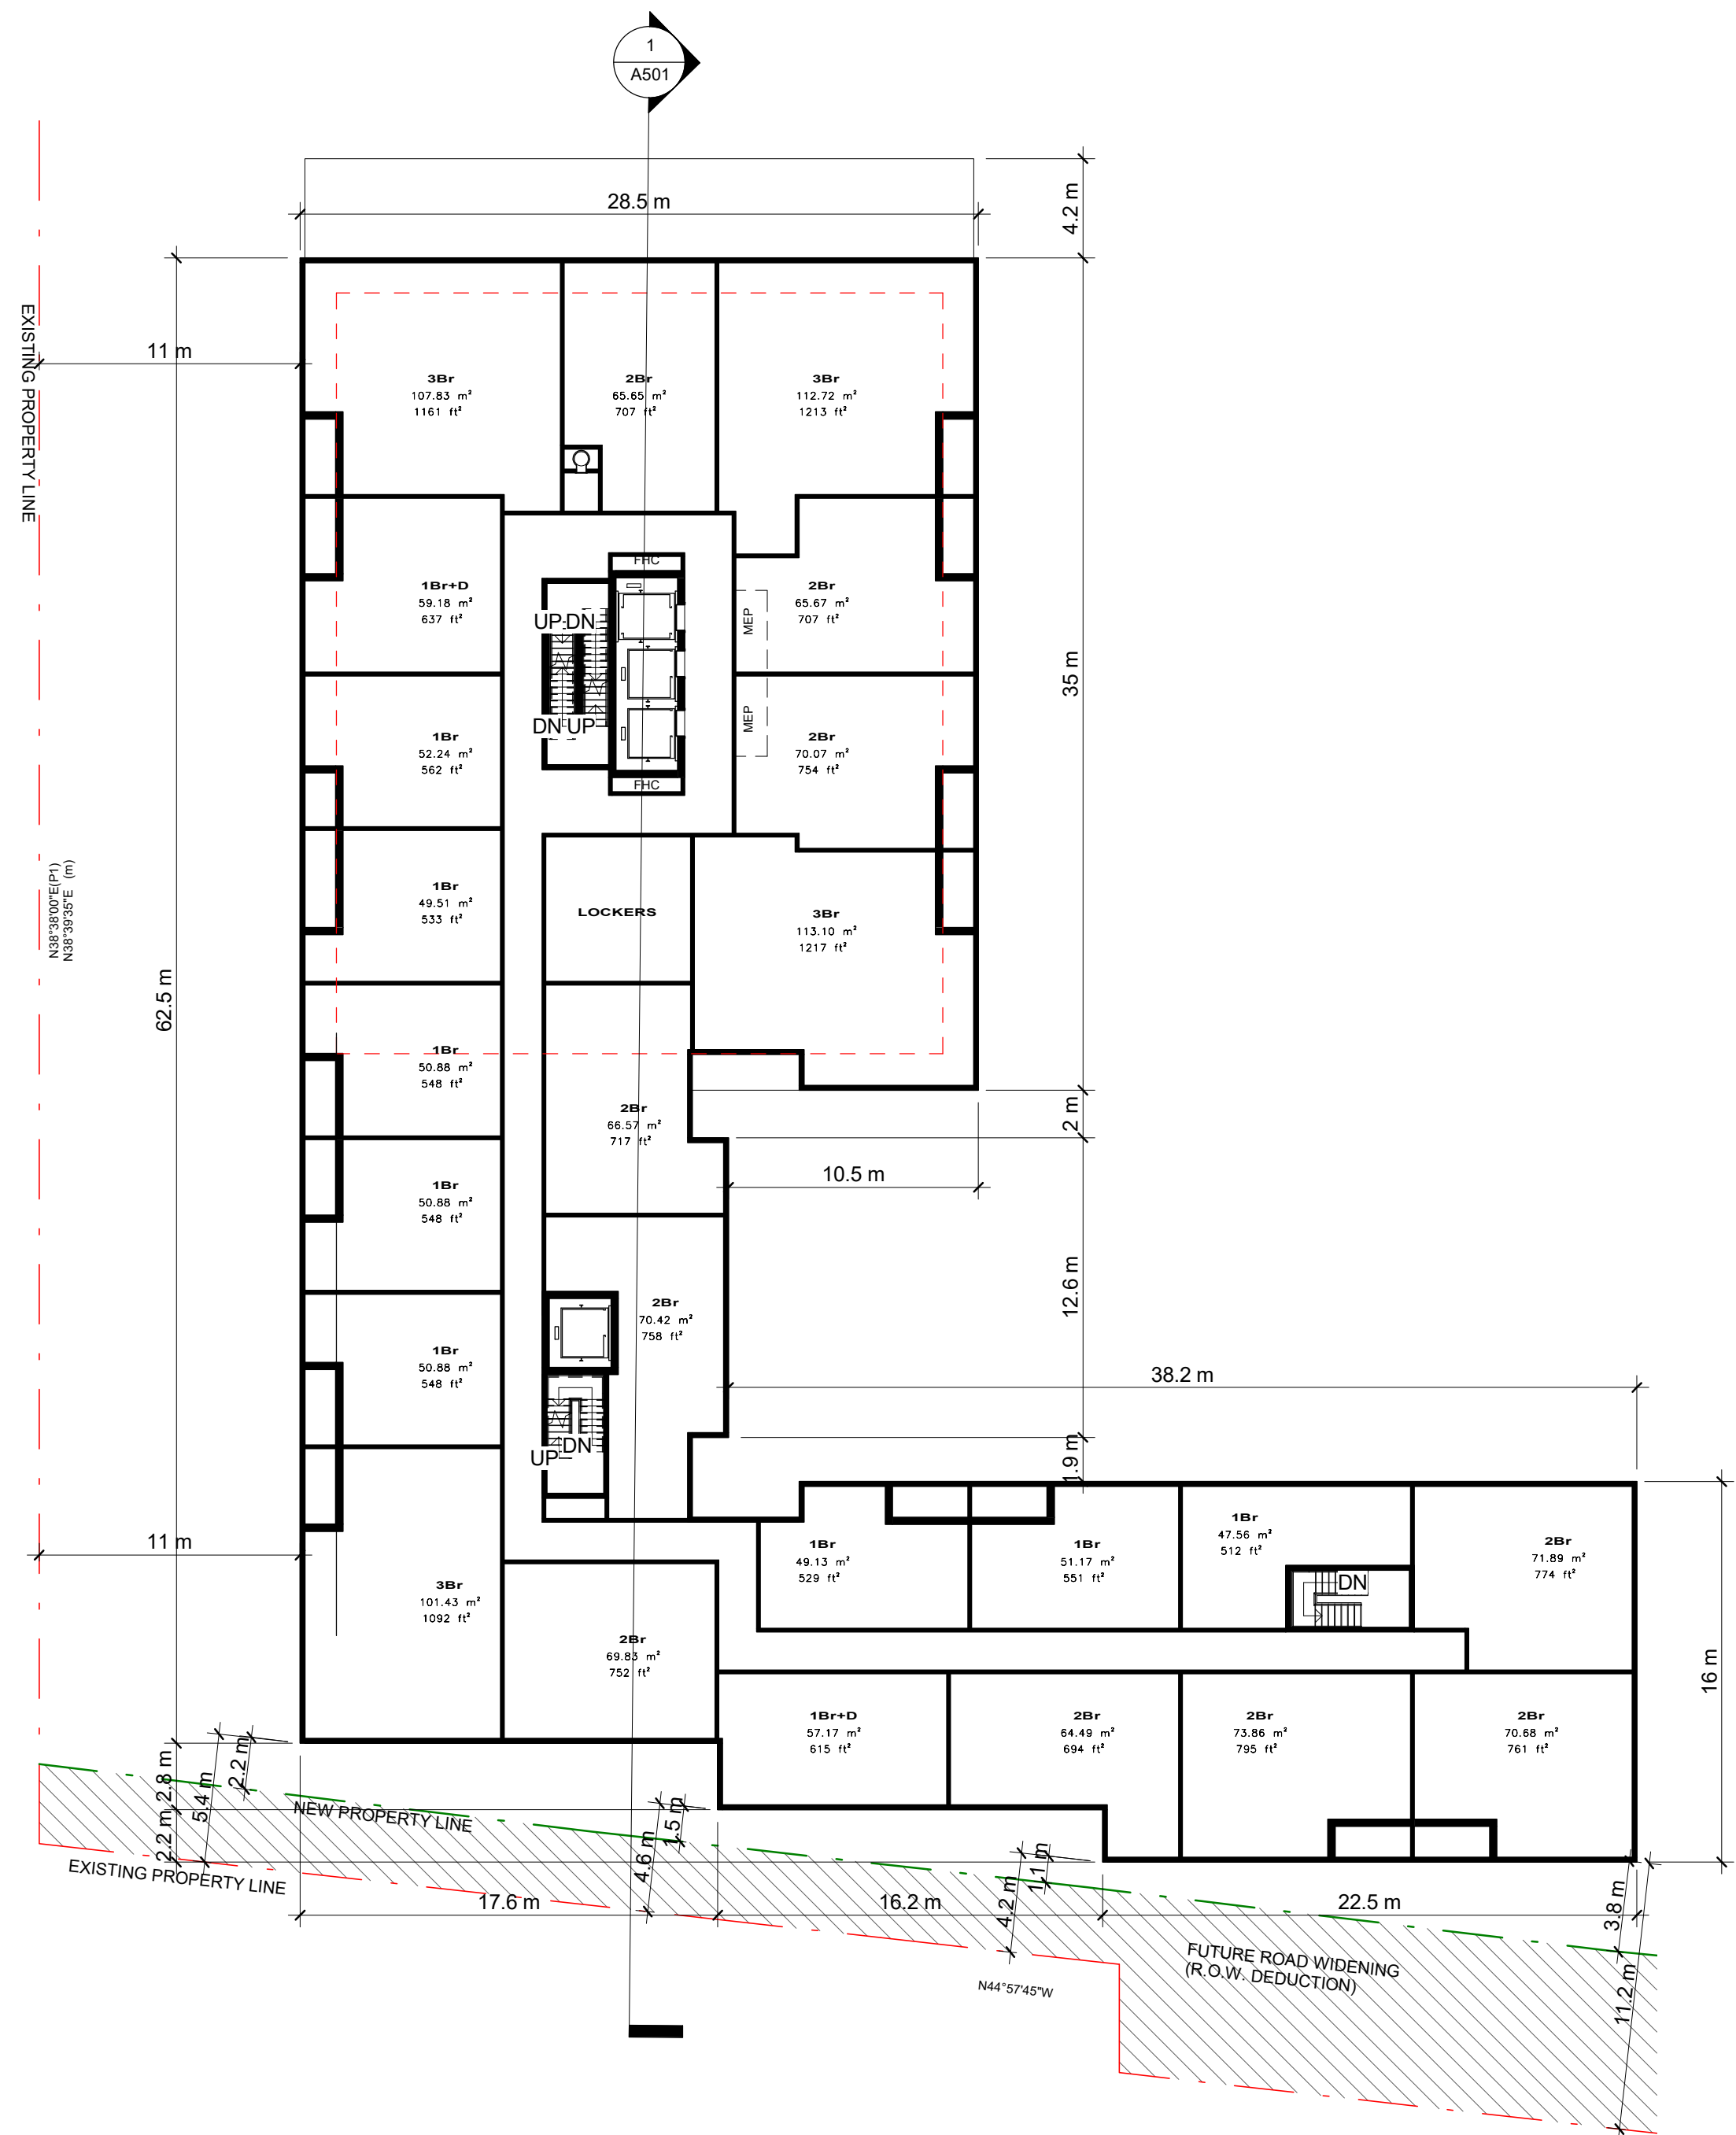 1
A501
28.5 m
4.2 m
EXISTING PROPERTY LINE
11 m
3Br
107.83 m²
1161 ft²
2Br
65.65 m²
707 ft²
3Br
112.72 m²
1213 ft²
FHC
1Br+D
59.18 m²
637 ft²
UP DN
MEP
2Br
65.67 m²
707 ft²
35 m
DN UP
MEP
1Br
52.24 m²
562 ft²
2Br
70.07 m²
754 ft²
FHC
N38°38'00"E(P1)
N38°39'35"E (m)
1Br
49.51 m²
533 ft²
LOCKERS
3Br
113.10 m²
1217 ft²
62.5 m
1Br
50.88 m²
548 ft²
2Br
66.57 m²
717 ft²
2 m
10.5 m
1Br
50.88 m²
548 ft²
12.6 m
2Br
70.42 m²
758 ft²
1Br
50.88 m²
548 ft²
38.2 m
UP
DN
1.9 m
11 m
1Br
49.13 m²
529 ft²
1Br
51.17 m²
551 ft²
1Br
47.56 m²
512 ft²
DN
2Br
71.89 m²
774 ft²
3Br
101.43 m²
1092 ft²
2Br
69.83 m²
752 ft²
16 m
1Br+D
57.17 m²
615 ft²
2Br
64.49 m²
694 ft²
2Br
73.86 m²
795 ft²
2Br
70.68 m²
761 ft²
2.8 m
2.2 m
5.4 m
2.2 m
NEW PROPERTY LINE
EXISTING PROPERTY LINE
4.6 m
1.5 m
4.2 m
1.1 m
3.8 m
11.2 m
17.6 m
16.2 m
22.5 m
FUTURE ROAD WIDENING
(R.O.W. DEDUCTION)
N44°57'45"W